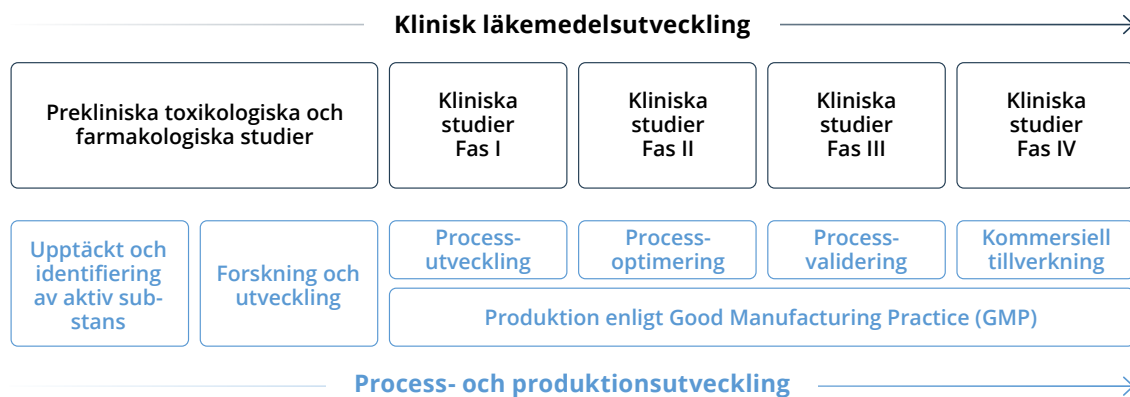 Klinisk läkemedelsutveckling
Prekliniska toxikologiska och
farmakologiska studier
Kliniska
studier
Fas I
Kliniska
studier
Fas II
Kliniska
studier
Fas III
Kliniska
studier
Fas IV
Upptäckt och
identifiering
av aktiv sub-
stans
Forskning och
utveckling
Process-
utveckling
Process-
optimering
Process-
validering
Kommersiell
tillverkning
Produktion enligt Good Manufacturing Practice (GMP)
Process- och produktionsutveckling